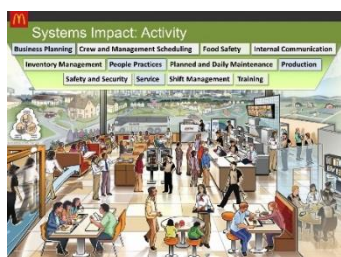 Systems Impact: Activity
Business Planning Crew and Management Scheduling Food Safety Internal Communication
Inventory Management People Practices Planned and Daily Maintenance Production
Safety and Security Service Shift Management Training